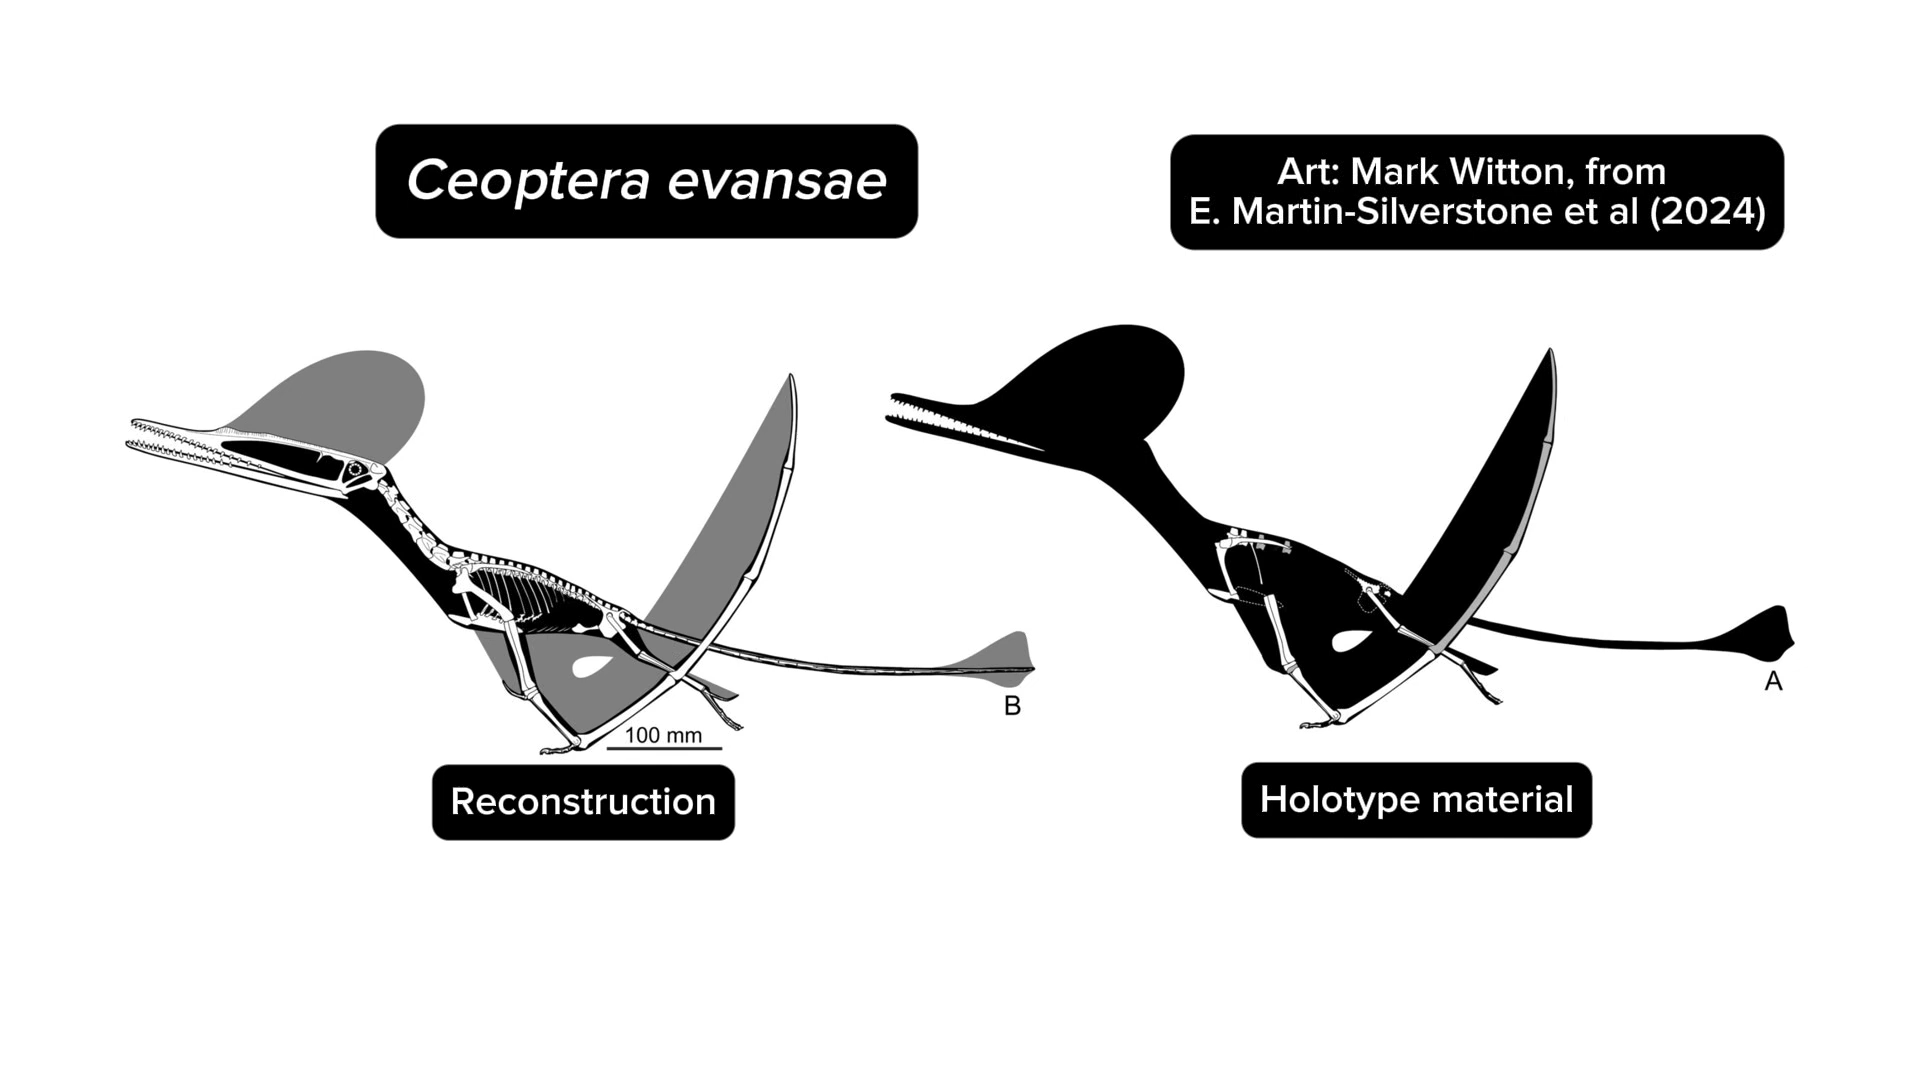 Ceoptera evansae
Art: Mark Witton, from
E. Martin-Silverstone et al (2024)
B
100 mm
A
Reconstruction
Holotype material